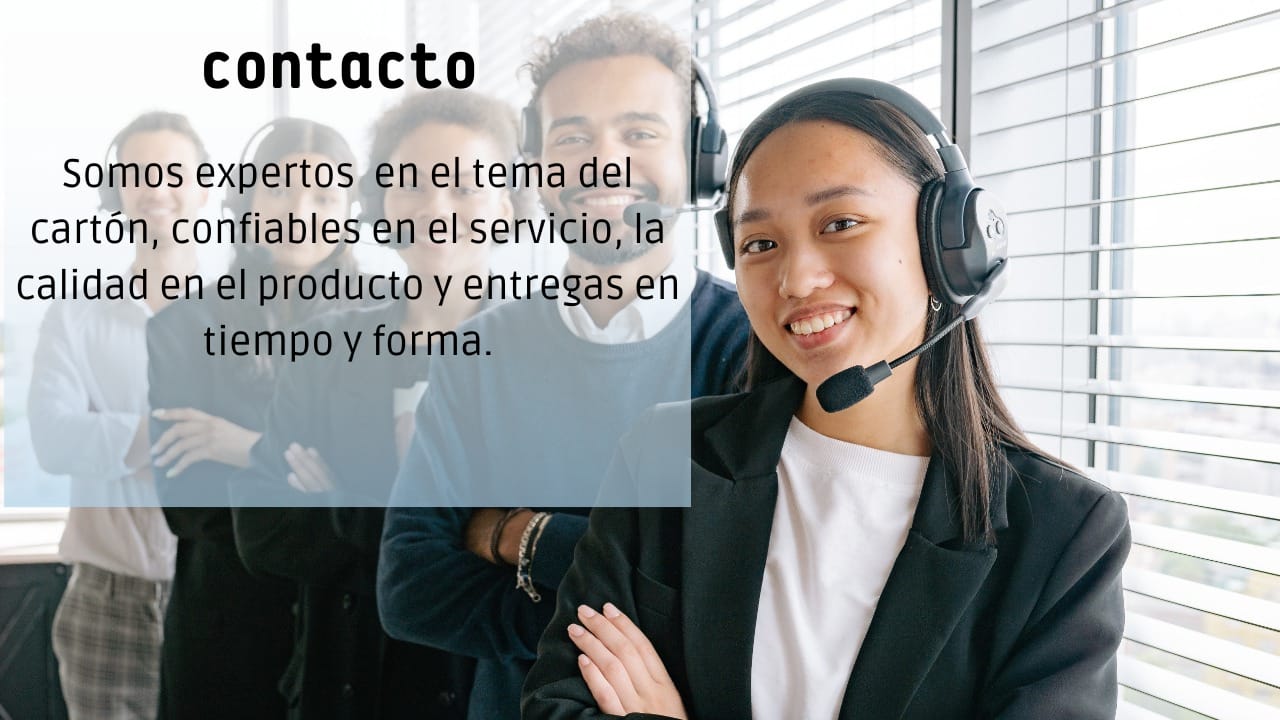 contacto
Somos expertos en el tema del
cartón, confiables en el servicio, la
calidad en el producto y entregas en
tiempo y forma.